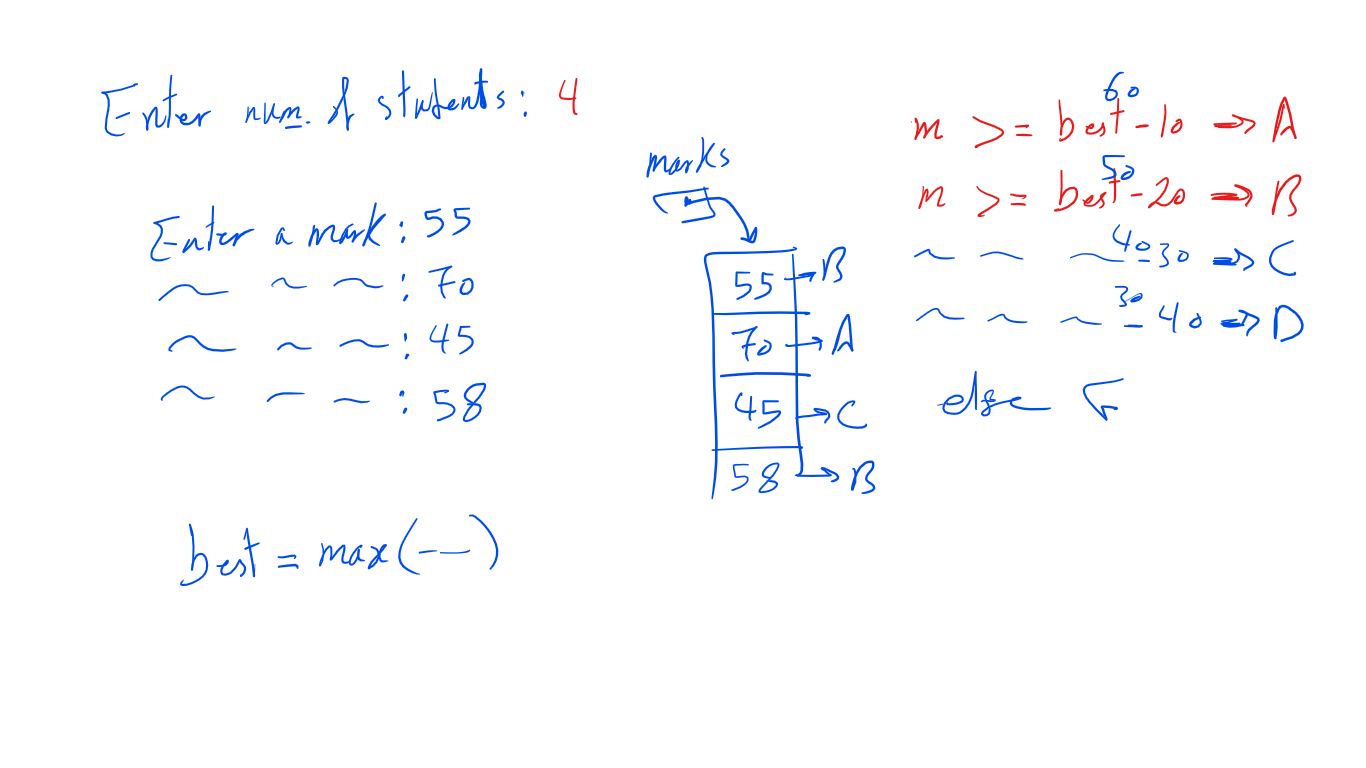 Enter num. of students: 4
Enter a mark: 55
~ ~ ~ : 70
~ ~ ~ : 45
~ ~ ~ : 58
best = max(——)
marks
55 → B
70 → A
45 → C
58 → B
60
m >= best - 10 => A
50
m >= best - 20 => B
40
~ ~ ~ - 30 => C
30
~ ~ ~ - 40 => D
else F